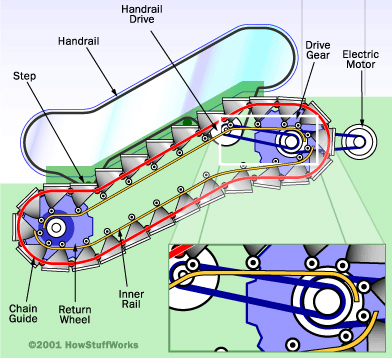 Handrail
Drive
Handrail
Drive
Gear
Electric
Motor
Step
Inner
Rail
Chain
Guide
Return
Wheel
©2001 HowStuffWorks